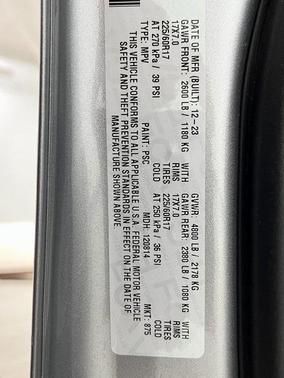 DATE OF MFR (BUILT): 12-23 GVWR: 4800 LB / 2178 KG
GAWR FRONT: 2600 LB / 1180 KG WITH GAWR REAR: 2380 LB / 1080 KG WITH
17X7.0 RIMS 17X7.0 RIMS
225/60R17 TIRES 225/60R17 TIRES
AT 270 kPa / 39 PSI COLD AT 250 kPa / 36 PSI COLD
TYPE: MPV PAINT: PSC MDH: 120814 MKT: 875
THIS VEHICLE CONFORMS TO ALL APPLICABLE U.S.A. FEDERAL MOTOR VEHICLE
SAFETY AND THEFT PREVENTION STANDARDS IN EFFECT ON THE DATE OF
MANUFACTURE SHOWN ABOVE.